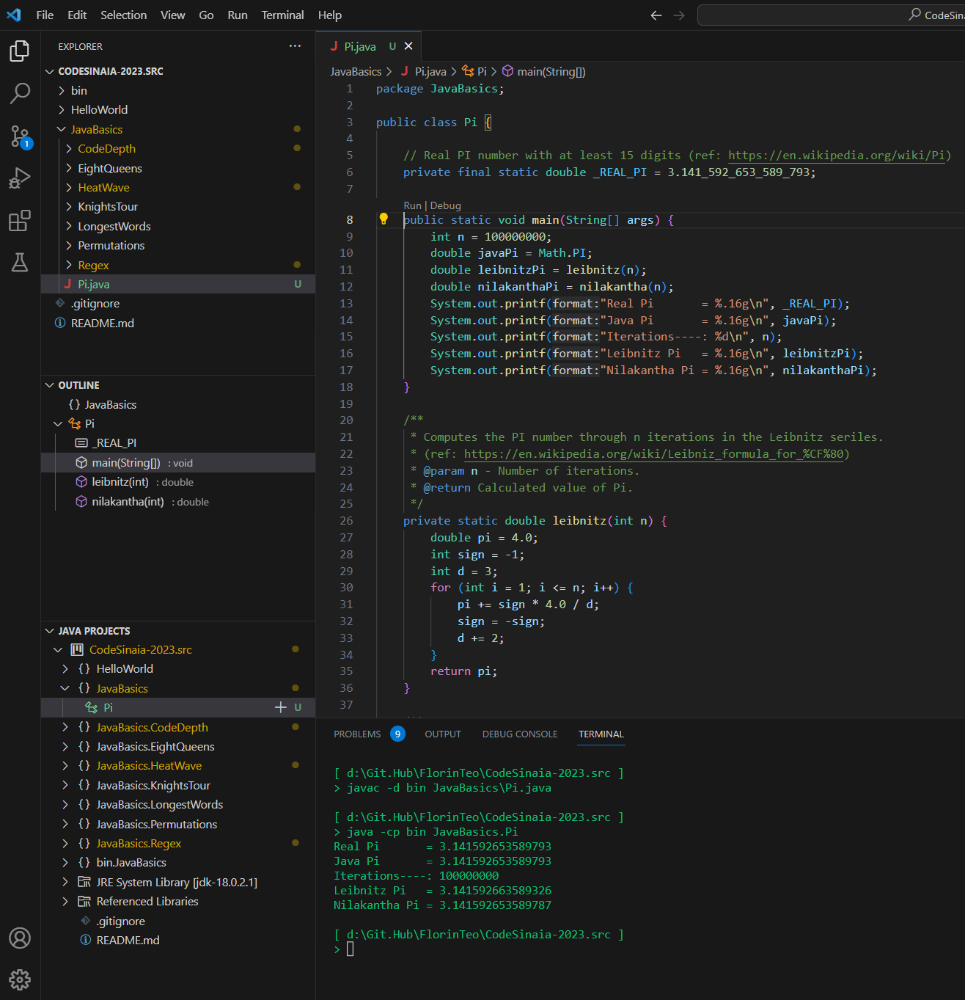 File Edit Selection View Go Run Terminal Help
CodeSina
EXPLORER
CODESINAIA-2023.SRC
bin
HelloWorld
JavaBasics
CodeDepth
EightQueens
HeatWave
KnightsTour
LongestWords
Permutations
Regex
J Pi.java U
.gitignore
README.md
1
OUTLINE
{} JavaBasics
Pi
_REAL_PI
main(String[]) : void
leibnitz(int) : double
nilakantha(int) : double
JAVA PROJECTS
CodeSinaia-2023.src
{} HelloWorld
{} JavaBasics
Pi + U
{} JavaBasics.CodeDepth
{} JavaBasics.EightQueens
{} JavaBasics.HeatWave
{} JavaBasics.KnightsTour
{} JavaBasics.LongestWords
{} JavaBasics.Permutations
{} JavaBasics.Regex
{} bin.JavaBasics
JRE System Library [jdk-18.0.2.1]
Referenced Libraries
.gitignore
README.md
J Pi.java U
JavaBasics > J Pi.java > Pi > main(String[])
1 package JavaBasics;
2
3 public class Pi {
4
5 // Real PI number with at least 15 digits (ref: https://en.wikipedia.org/wiki/Pi)
6 private final static double _REAL_PI = 3.141_592_653_589_793;
7
Run | Debug
8 public static void main(String[] args) {
9 int n = 100000000;
10 double javaPi = Math.PI;
11 double leibnitzPi = leibnitz(n);
12 double nilakanthaPi = nilakantha(n);
13 System.out.printf(format:"Real Pi       = %.16g\n", _REAL_PI);
14 System.out.printf(format:"Java Pi       = %.16g\n", javaPi);
15 System.out.printf(format:"Iterations----: %d\n", n);
16 System.out.printf(format:"Leibnitz Pi   = %.16g\n", leibnitzPi);
17 System.out.printf(format:"Nilakantha Pi = %.16g\n", nilakanthaPi);
18 }
19
20 /**
21 * Computes the PI number through n iterations in the Leibnitz seriles.
22 * (ref: https://en.wikipedia.org/wiki/Leibniz_formula_for_%CF%80)
23 * @param n - Number of iterations.
24 * @return Calculated value of Pi.
25 */
26 private static double leibnitz(int n) {
27 double pi = 4.0;
28 int sign = -1;
29 int d = 3;
30 for (int i = 1; i <= n; i++) {
31 pi += sign * 4.0 / d;
32 sign = -sign;
33 d += 2;
34 }
35 return pi;
36 }
37
PROBLEMS 9 OUTPUT DEBUG CONSOLE TERMINAL
[ d:\Git.Hub\FlorinTeo\CodeSinaia-2023.src ]
> javac -d bin JavaBasics\Pi.java
[ d:\Git.Hub\FlorinTeo\CodeSinaia-2023.src ]
> java -cp bin JavaBasics.Pi
Real Pi       = 3.141592653589793
Java Pi       = 3.141592653589793
Iterations----: 100000000
Leibnitz Pi   = 3.141592663589326
Nilakantha Pi = 3.141592653589787
[ d:\Git.Hub\FlorinTeo\CodeSinaia-2023.src ]
>